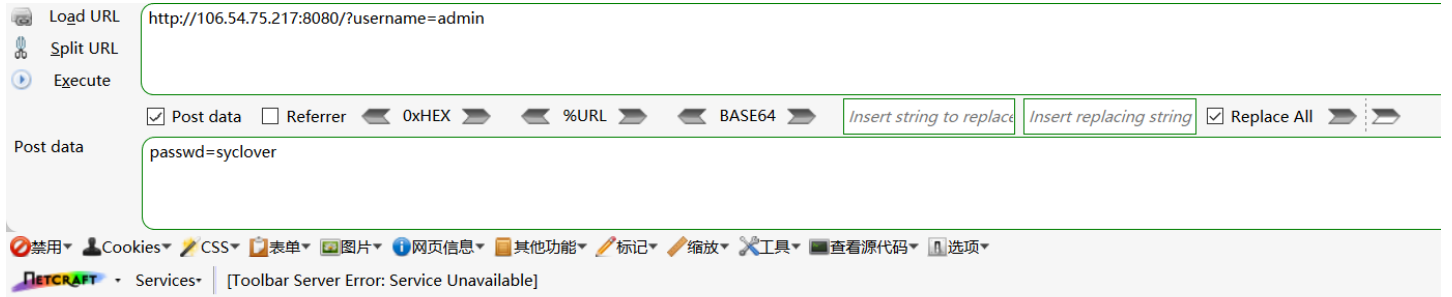 Load URL
http://106.54.75.217:8080/?username=admin
Split URL
Execute
Post data Referrer 0xHEX %URL BASE64 Insert string to replace Insert replacing string Replace All
Post data
passwd=syclover
禁用 Cookies CSS 表单 图片 网页信息 其他功能 标记 缩放 工具 查看源代码 选项
NETCRAFT Services [Toolbar Server Error: Service Unavailable]